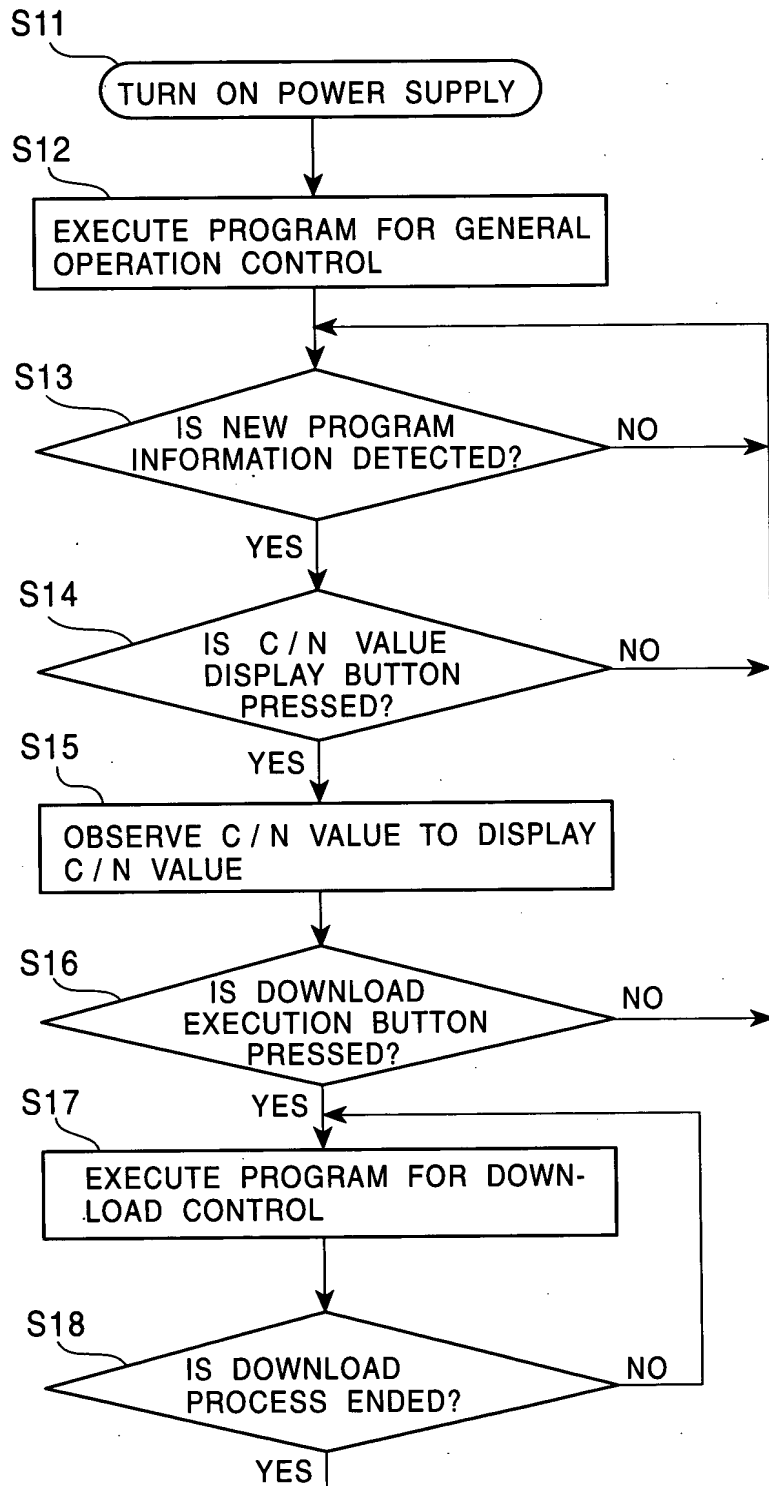 S11
TURN ON POWER SUPPLY
S12
EXECUTE PROGRAM FOR GENERAL
OPERATION CONTROL
S13
IS NEW PROGRAM
INFORMATION DETECTED?
NO
YES
S14
IS C/N VALUE
DISPLAY BUTTON
PRESSED?
NO
YES
S15
OBSERVE C/N VALUE TO DISPLAY
C/N VALUE
S16
IS DOWNLOAD
EXECUTION BUTTON
PRESSED?
NO
YES
S17
EXECUTE PROGRAM FOR DOWN-
LOAD CONTROL
S18
IS DOWNLOAD
PROCESS ENDED?
NO
YES